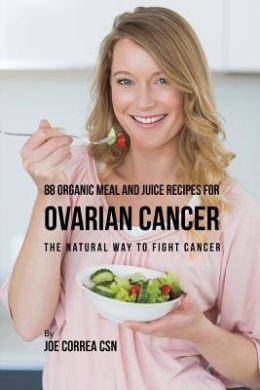 88 ORGANIC MEAL AND JUICE RECIPES FOR
OVARIAN CANCER
THE NATURAL WAY TO FIGHT CANCER
By
JOE CORREA CSN